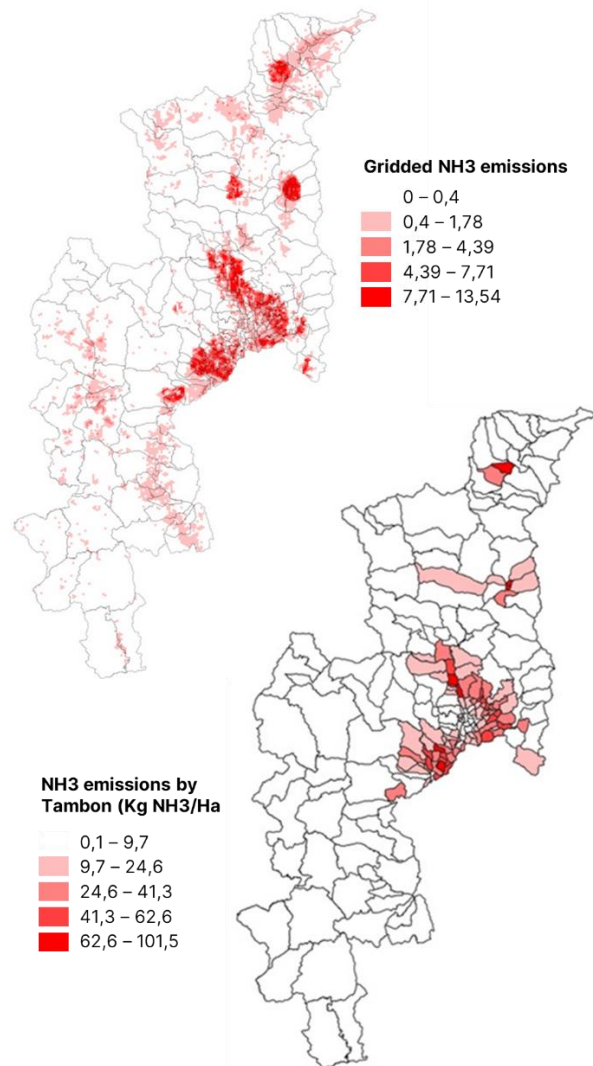 Gridded NH3 emissions
0 – 0,4
0,4 – 1,78
1,78 – 4,39
4,39 – 7,71
7,71 – 13,54
NH3 emissions by
Tambon (Kg NH3/Ha
0,1 – 9,7
9,7 – 24,6
24,6 – 41,3
41,3 – 62,6
62,6 – 101,5